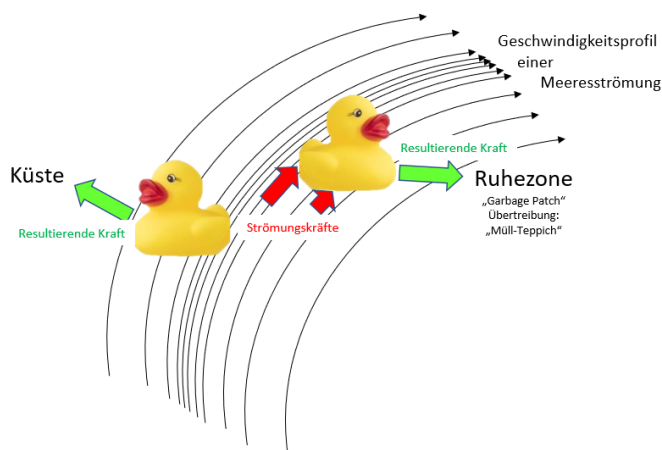 Geschwindigkeitsprofil
einer
Meeresströmung
Resultierende Kraft
Küste
Ruhezone
„Garbage Patch“
Übertreibung:
„Müll-Teppich“
Resultierende Kraft
Strömungskräfte